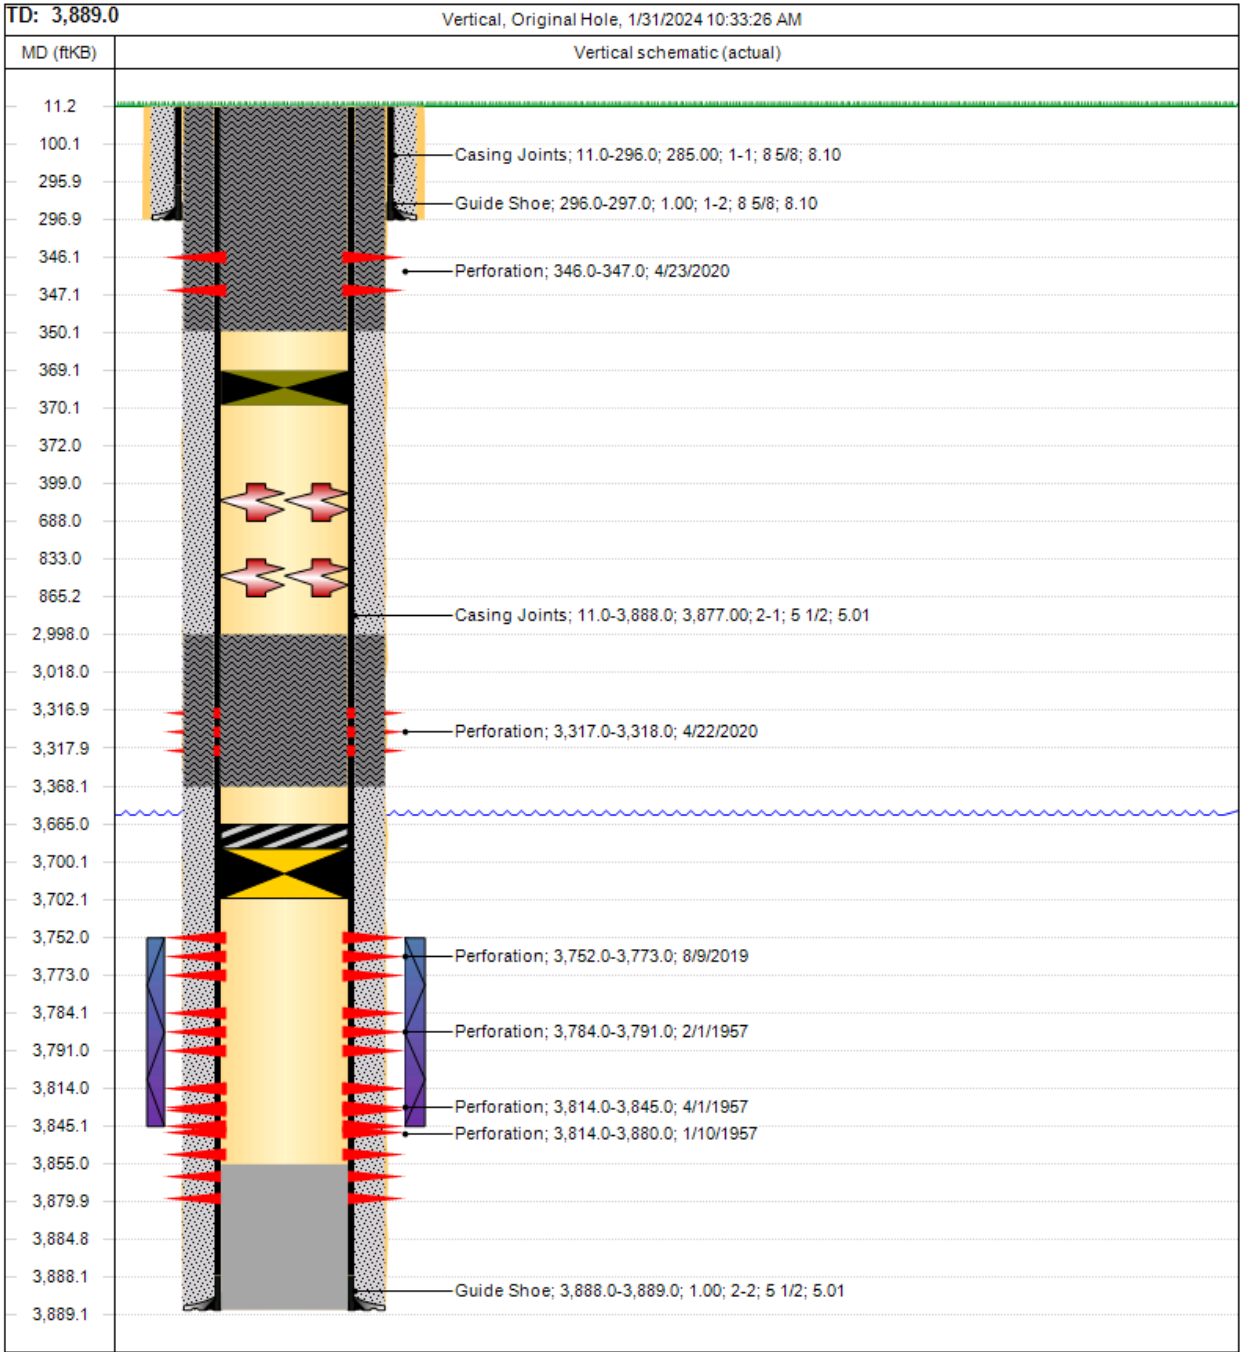 TD: 3,889.0
Vertical, Original Hole, 1/31/2024 10:33:26 AM
MD (ftKB)
Vertical schematic (actual)
11.2
100.1
Casing Joints; 11.0-296.0; 285.00; 1-1; 8 5/8; 8.10
295.9
Guide Shoe; 296.0-297.0; 1.00; 1-2; 8 5/8; 8.10
296.9
346.1
Perforation; 346.0-347.0; 4/23/2020
347.1
350.1
369.1
370.1
372.0
399.0
688.0
833.0
865.2
Casing Joints; 11.0-3,888.0; 3,877.00; 2-1; 5 1/2; 5.01
2,998.0
3,018.0
3,316.9
Perforation; 3,317.0-3,318.0; 4/22/2020
3,317.9
3,368.1
3,665.0
3,700.1
3,702.1
3,752.0
Perforation; 3,752.0-3,773.0; 8/9/2019
3,773.0
3,784.1
Perforation; 3,784.0-3,791.0; 2/1/1957
3,791.0
3,814.0
Perforation; 3,814.0-3,845.0; 4/1/1957
3,845.1
Perforation; 3,814.0-3,880.0; 1/10/1957
3,855.0
3,879.9
3,884.8
3,888.1
Guide Shoe; 3,888.0-3,889.0; 1.00; 2-2; 5 1/2; 5.01
3,889.1